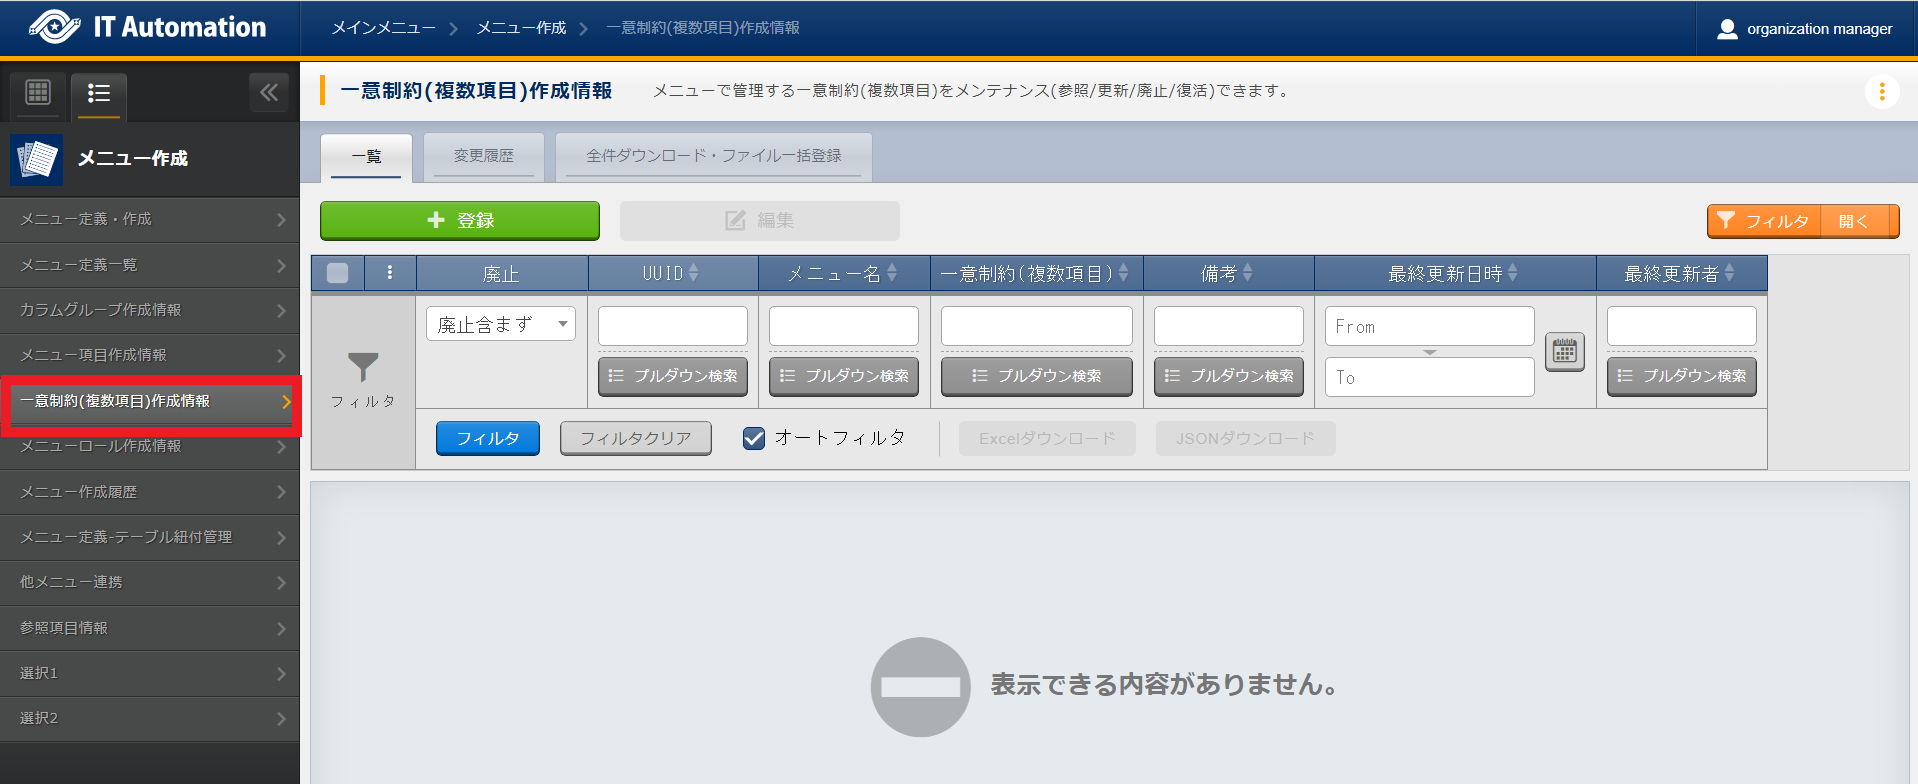 IT Automation
メインメニュー
メニュー作成
一意制約(複数項目)作成情報
organization manager
メニュー作成
メニュー定義・作成
メニュー定義一覧
カラムグループ作成情報
メニュー項目作成情報
一意制約(複数項目)作成情報
メニューロール作成情報
メニュー作成履歴
メニュー定義-テーブル紐付管理
他メニュー連携
参照項目情報
選択1
選択2
一意制約(複数項目)作成情報
メニューで管理する一意制約(複数項目)をメンテナンス(参照/更新/廃止/復活)できます。
一覧
変更履歴
全件ダウンロード・ファイル一括登録
登録
編集
フィルタ
開く
廃止
UUID
メニュー名
一意制約(複数項目)
備考
最終更新日時
最終更新者
フィルタ
廃止含まず
プルダウン検索
プルダウン検索
プルダウン検索
プルダウン検索
From
To
プルダウン検索
フィルタ
フィルタクリア
オートフィルタ
Excelダウンロード
JSONダウンロード
表示できる内容がありません。